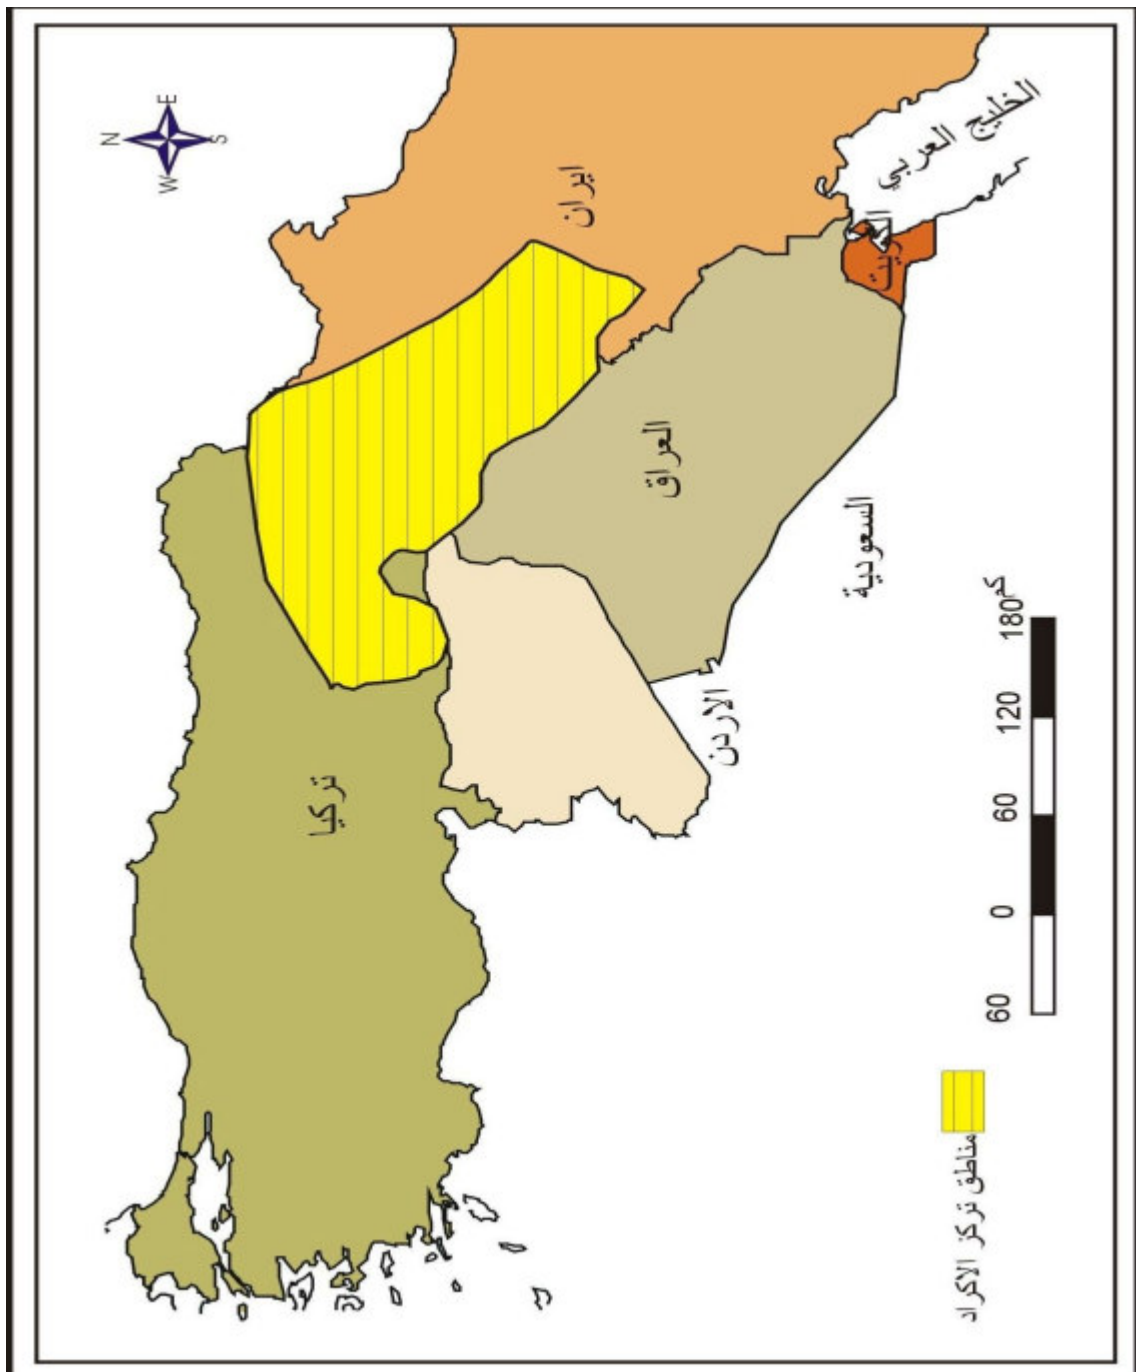 N
E
S
W
ايران
الخليج العربي
تركيا
العراق
السعودية
الاردن
كم
60 0 60 120 180
مناطق تركز الاكراد